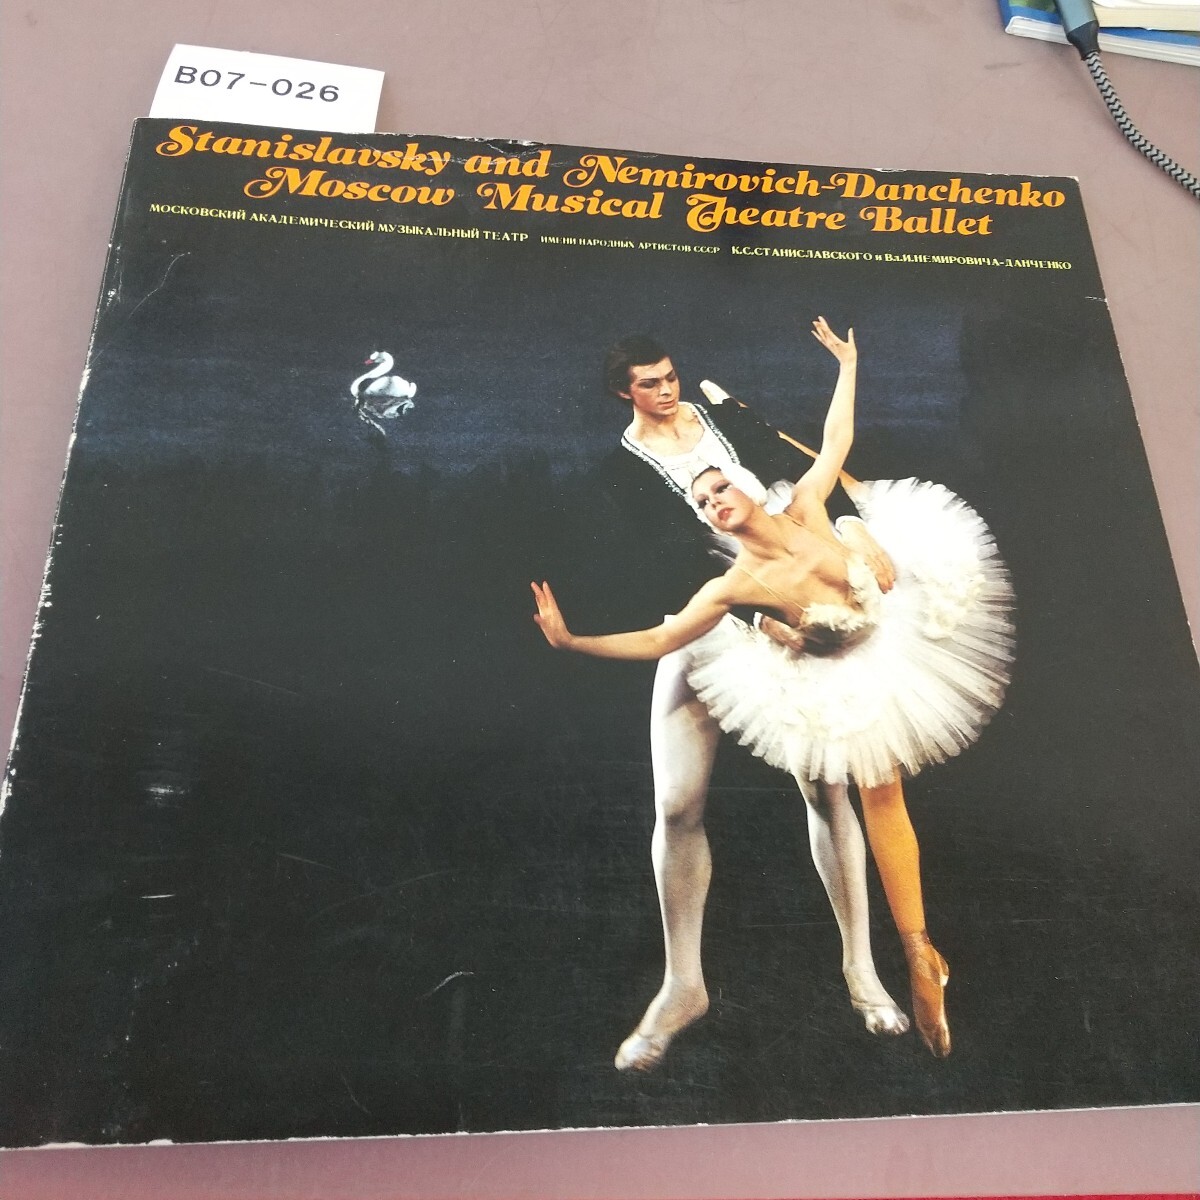 B07-026
Stanislavsky and Nemirovich-Danchenko
Moscow Musical Theatre Ballet
МОСКОВСКИЙ АКАДЕМИЧЕСКИЙ МУЗЫКАЛЬНЫЙ ТЕАТР ИМЕНИ НАРОДНЫХ АРТИСТОВ СССР К.С.СТАНИСЛАВСКОГО и Вл.И.НЕМИРОВИЧА-ДАНЧЕНКО